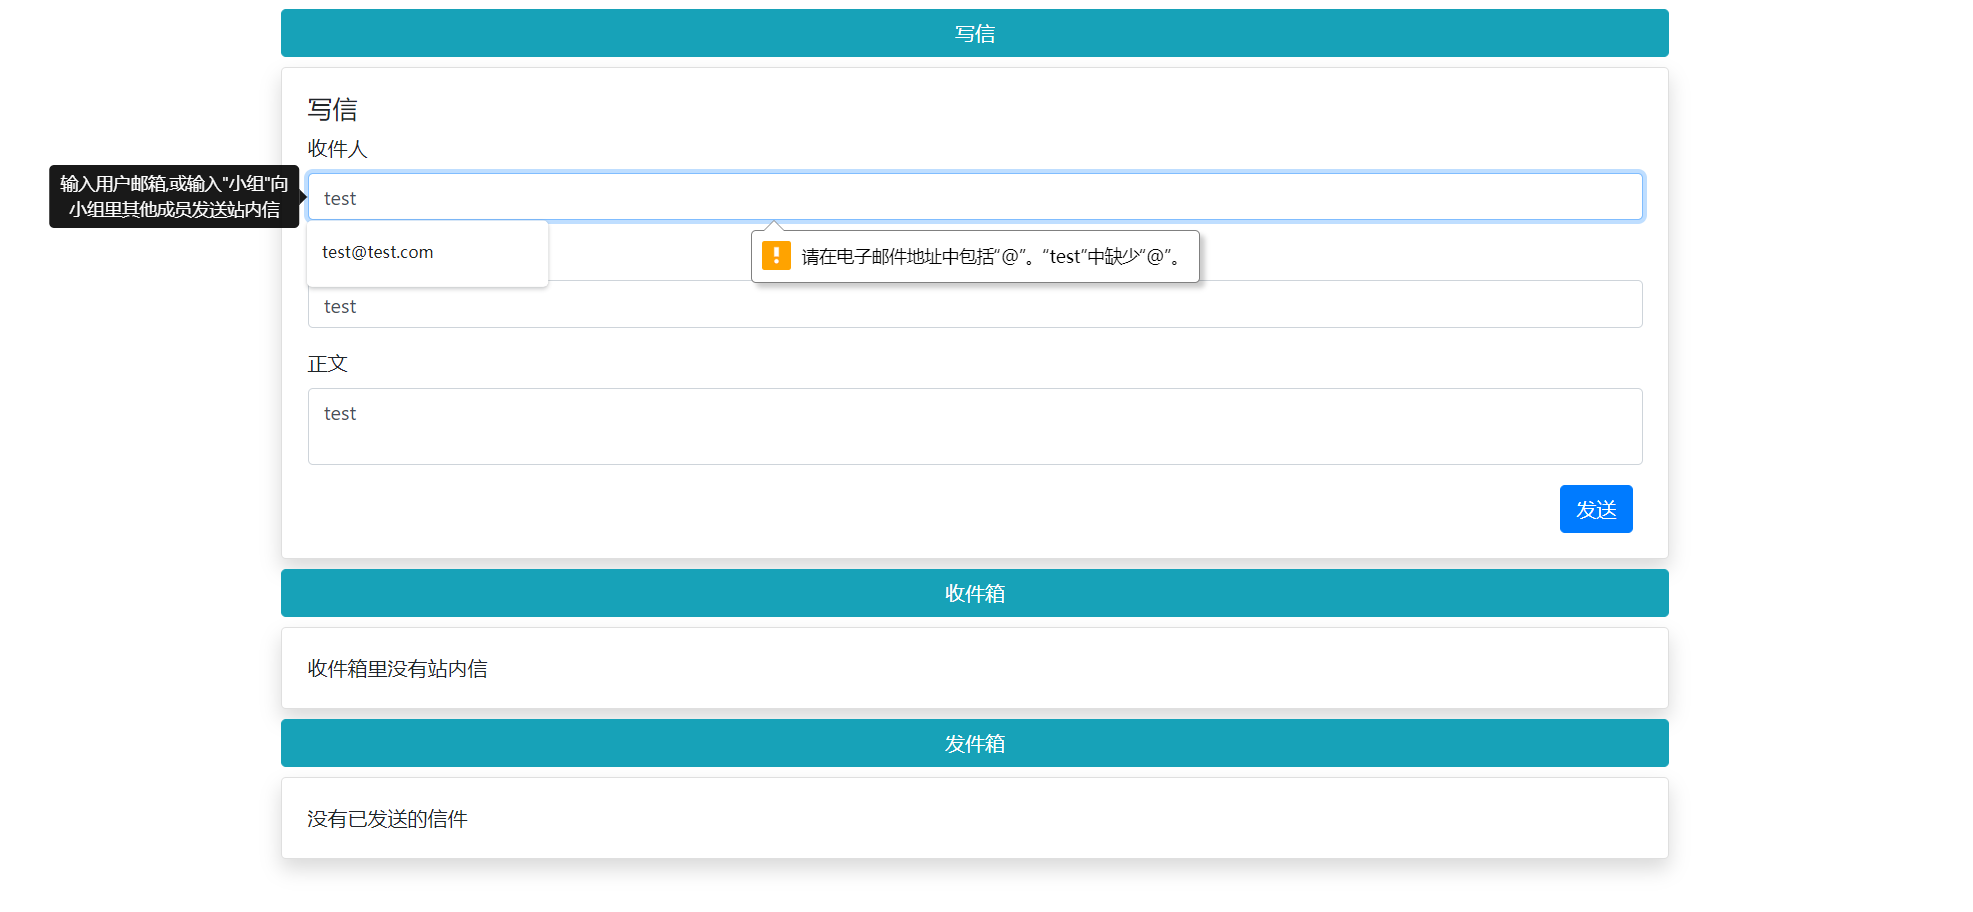 写信
写信
收件人
输入用户邮箱,或输入"小组"向
小组里其他成员发送站内信
test
test@test.com
请在电子邮件地址中包括“@”。“test”中缺少“@”。
test
正文
test
发送
收件箱
收件箱里没有站内信
发件箱
没有已发送的信件